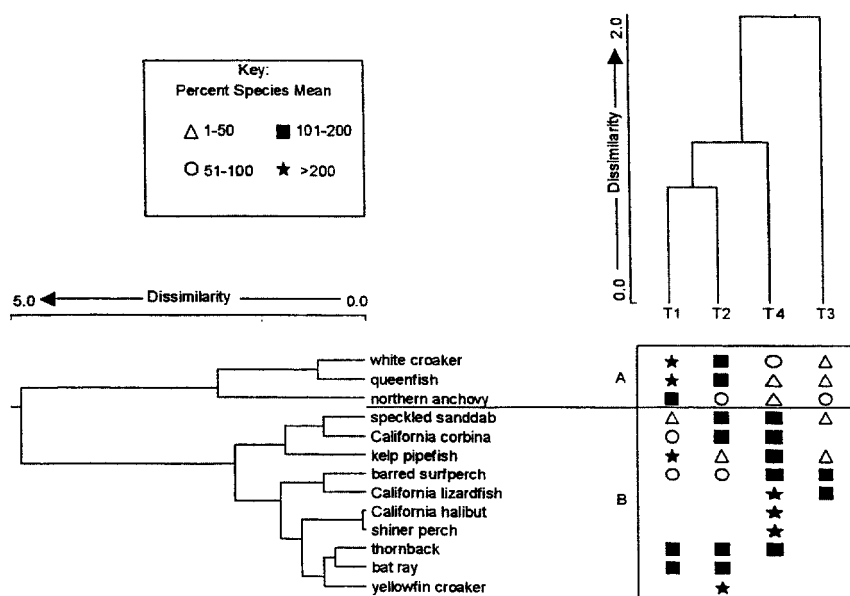 Key:
Percent Species Mean
△ 1-50 ■ 101-200
○ 51-100 ★ >200
2.0
Dissimilarity
0.0
T1 T2 T4 T3
5.0 Dissimilarity 0.0
white croaker
queenfish
northern anchovy
speckled sanddab
California corbina
kelp pipefish
barred surfperch
California lizardfish
California halibut
shiner perch
thornback
bat ray
yellowfin croaker
A
B